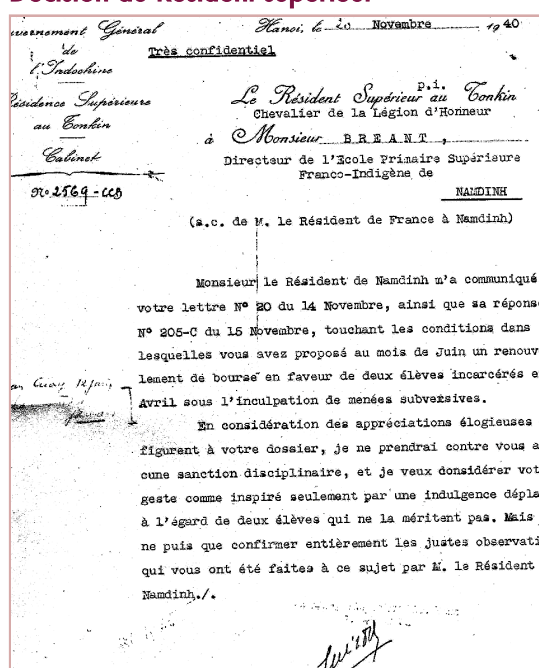 Gouvernement Général
de
l'Indochine
Résidence Supérieure
au Tonkin
Cabinet
Nº 2569 - CCB
Hanoi, le 20 Novembre 1940
Très confidentiel
p.i.
Le Résident Supérieur au Tonkin
Chevalier de la Légion d'Honneur
à Monsieur BREANT,
Directeur de l'Ecole Primaire Supérieure
Franco-Indigène de
NAMDINH
(s.c. de M. le Résident de France à Namdinh)
Monsieur le Résident de Namdinh m'a communiqué
votre lettre Nº 20 du 14 Novembre, ainsi que sa répons
Nº 205-C du 15 Novembre, touchant les conditions dans
lesquelles vous avez proposé au mois de Juin un renouv
lement de bourse en faveur de deux élèves incarcérés e
Avril sous l'inculpation de menées subversives.
En considération des appréciations élogieuses
figurent à votre dossier, je ne prendrai contre vous a
cune sanction disciplinaire, et je veux donsidérer vot
geste comme inspiré seulement par une indulgence dépla
à l'égard de deux élèves qui ne la méritent pas. Mais
ne puis que confirmer entièrement les justes observati
qui vous ont été faites à ce sujet par M. le Résident
Namdinh./.